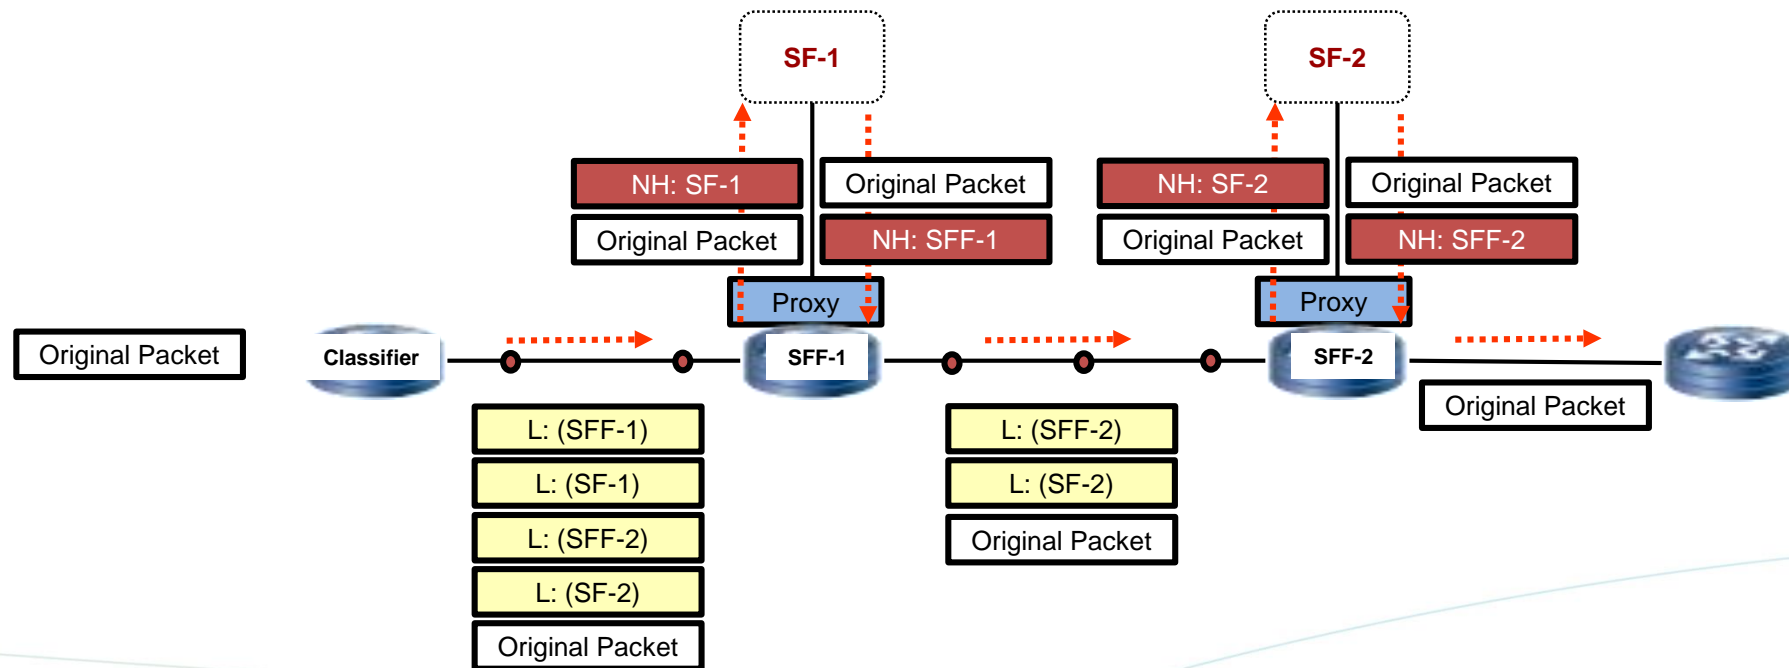 SF-1
SF-2
NH: SF-1
Original Packet
Original Packet
NH: SFF-1
NH: SF-2
Original Packet
Original Packet
NH: SFF-2
Proxy
Proxy
Original Packet
Classifier
SFF-1
SFF-2
Original Packet
L: (SFF-1)
L: (SF-1)
L: (SFF-2)
L: (SF-2)
Original Packet
L: (SFF-2)
L: (SF-2)
Original Packet